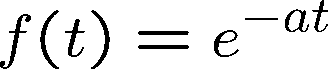 f(t) = e^{-at}